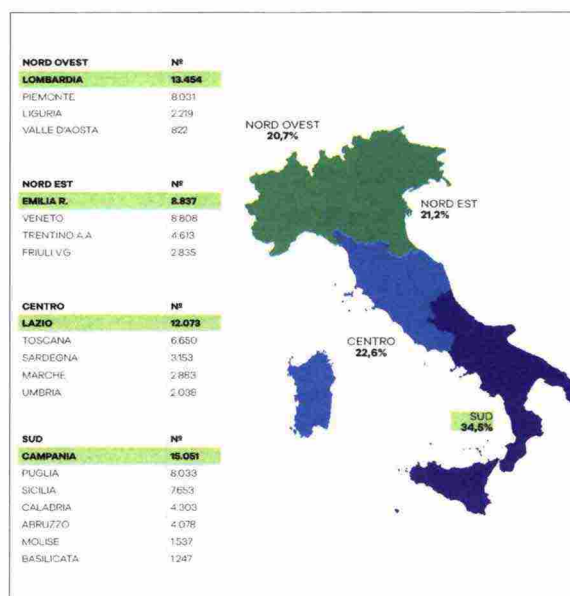 NORD OVEST Nº
LOMBARDIA 13.454
PIEMONTE 8.031
LIGURIA 2.219
VALLE D'AOSTA 822
NORD EST Nº
EMILIA R. 8.837
VENETO 8.808
TRENTINO A.A 4.613
FRIULI V.G 2.835
CENTRO Nº
LAZIO 12.073
TOSCANA 6.650
SARDEGNA 3.153
MARCHE 2.883
UMBRIA 2.038
SUD Nº
CAMPANIA 15.051
PUGLIA 8.033
SICILIA 7.653
CALABRIA 4.303
ABRUZZO 4.078
MOLISE 1.537
BASILICATA 1.247
NORD OVEST
20,7%
NORD EST
21,2%
CENTRO
22,6%
SUD
34,5%